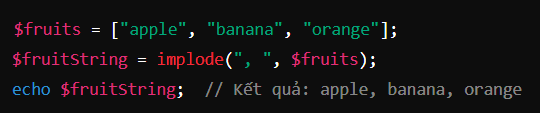 $fruits = ["apple", "banana", "orange"];
$fruitString = implode(", ", $fruits);
echo $fruitString;  // Kết quả: apple, banana, orange